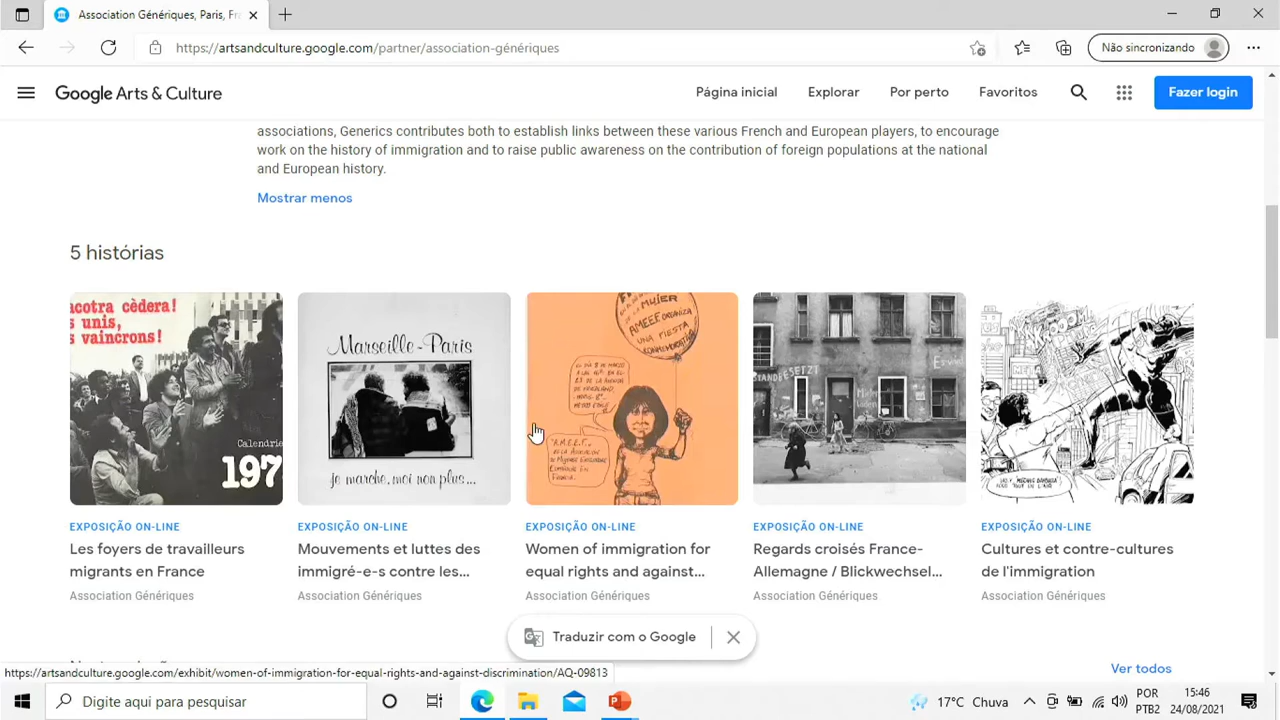 Association Génériques, Paris, Fr
https://artsandculture.google.com/partner/association-génériques
Não sincronizando
Google Arts & Culture
Página inicial
Explorar
Por perto
Favoritos
Fazer login
associations, Generics contributes both to establish links between these various French and European players, to encourage
work on the history of immigration and to raise public awareness on the contribution of foreign populations at the national
and European history.
Mostrar menos
5 histórias
acotra cèdera!
s unis,
vaincrons!
Calendrie
197
Marseille-Paris
je marche, moi non plus...
MUJER
AMEEF ORGANIZA
UNA FIESTA
STANDBESETZT
EXPOSIÇÃO ON-LINE
Les foyers de travailleurs
migrants en France
Association Génériques
EXPOSIÇÃO ON-LINE
Mouvements et luttes des
immigré-e-s contre les...
Association Génériques
EXPOSIÇÃO ON-LINE
Women of immigration for
equal rights and against...
Association Génériques
EXPOSIÇÃO ON-LINE
Regards croisés France-
Allemagne / Blickwechsel...
Association Génériques
EXPOSIÇÃO ON-LINE
Cultures et contre-cultures
de l'immigration
Association Génériques
Traduzir com o Google
Ver todos
https://artsandculture.google.com/exhibit/women-of-immigration-for-equal-rights-and-against-discrimination/AQ-09813
Digite aqui para pesquisar
17°C Chuva
POR
PTB2
15:46
24/08/2021